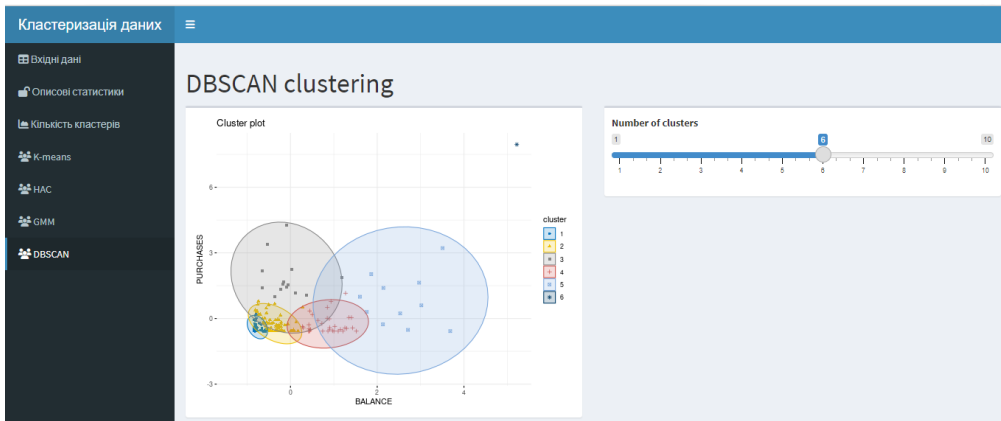 Кластеризація даних
Вхідні дані
Описові статистики
Кількість кластерів
K-means
HAC
GMM
DBSCAN
DBSCAN clustering
Cluster plot
6
3
0
-3
PURCHASES
0
2
4
BALANCE
cluster
1
2
3
4
5
6
Number of clusters
1
6
10
1
2
3
4
5
6
7
8
9
10